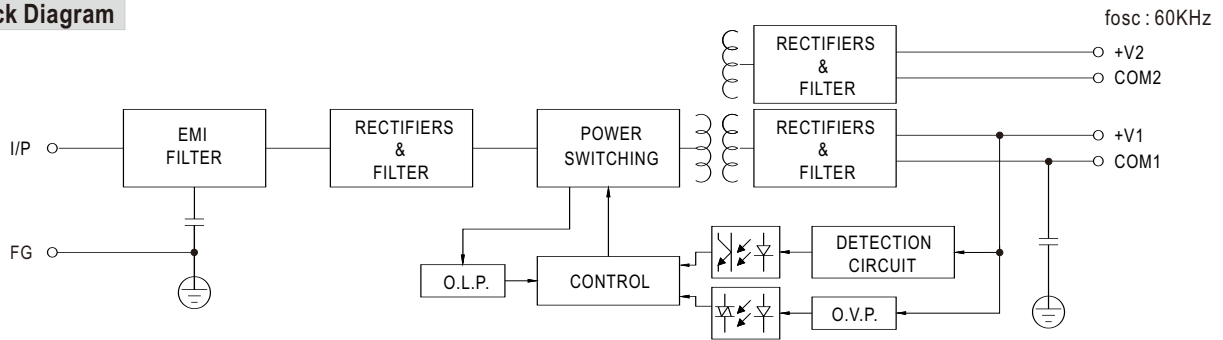 ck Diagram
fosc : 60KHz
RECTIFIERS
&
FILTER
+V2
COM2
I/P
EMI
FILTER
RECTIFIERS
&
FILTER
POWER
SWITCHING
RECTIFIERS
&
FILTER
+V1
COM1
FG
O.L.P.
CONTROL
DETECTION
CIRCUIT
O.V.P.